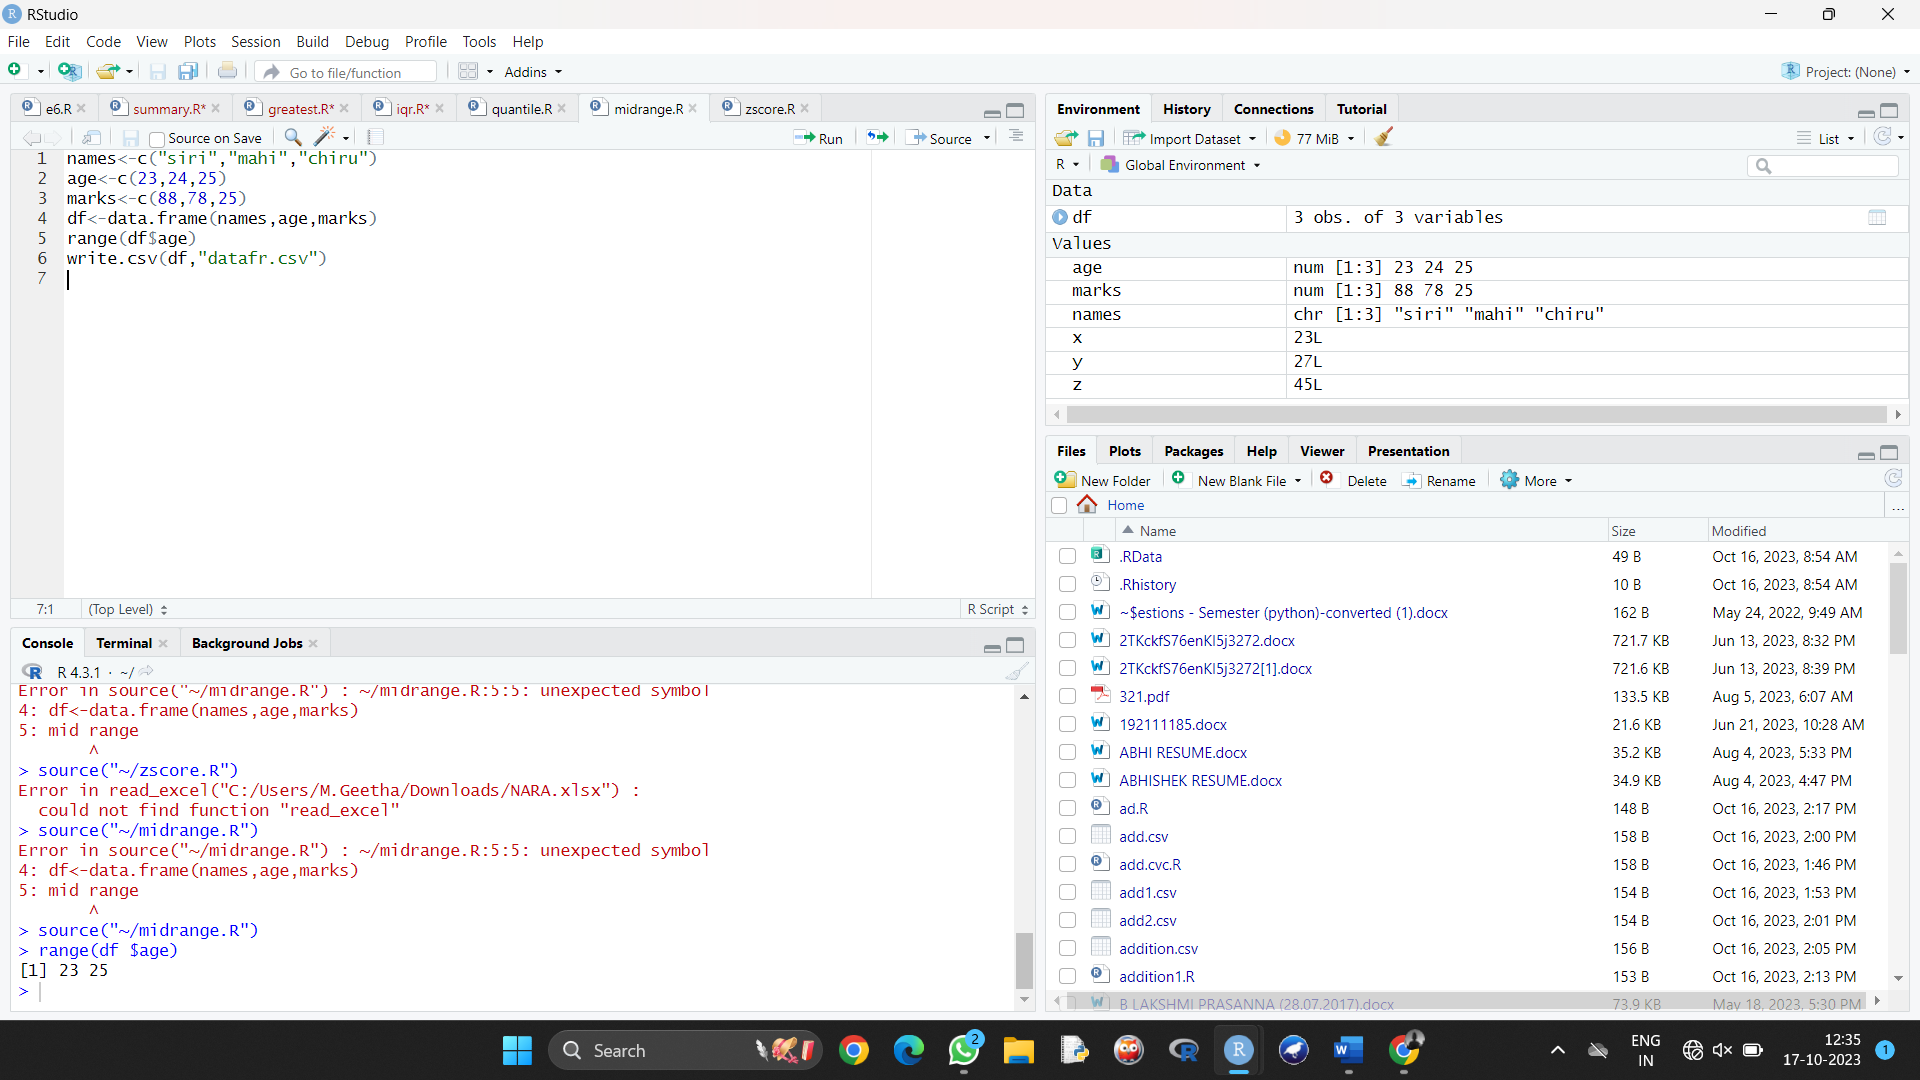 RStudio
File Edit Code View Plots Session Build Debug Profile Tools Help
Go to file/function Addins Project: (None)
e6.R summary.R* greatest.R* iqr.R* quantile.R midrange.R zscore.R
Source on Save Run Source
1 names<-c("siri","mahi","chiru")
2 age<-c(23,24,25)
3 marks<-c(88,78,25)
4 df<-data.frame(names,age,marks)
5 range(df$age)
6 write.csv(df,"datafr.csv")
7
7:1 (Top Level) R Script
Console Terminal Background Jobs
R 4.3.1 · ~/
Error in source("~/midrange.R") : ~/midrange.R:5:5: unexpected symbol
4: df<-data.frame(names,age,marks)
5: mid range
^
> source("~/zscore.R")
Error in read_excel("C:/Users/M.Geetha/Downloads/NARA.xlsx") :
could not find function "read_excel"
> source("~/midrange.R")
Error in source("~/midrange.R") : ~/midrange.R:5:5: unexpected symbol
4: df<-data.frame(names,age,marks)
5: mid range
^
> source("~/midrange.R")
> range(df $age)
[1] 23 25
>
Environment History Connections Tutorial
Import Dataset 77 MiB List
R Global Environment
Data
df 3 obs. of 3 variables
Values
age num [1:3] 23 24 25
marks num [1:3] 88 78 25
names chr [1:3] "siri" "mahi" "chiru"
x 23L
y 27L
z 45L
Files Plots Packages Help Viewer Presentation
New Folder New Blank File Delete Rename More
Home ...
Name Size Modified
.RData 49 B Oct 16, 2023, 8:54 AM
.Rhistory 10 B Oct 16, 2023, 8:54 AM
~$estions - Semester (python)-converted (1).docx 162 B May 24, 2022, 9:49 AM
2TKckfS76enKl5j3272.docx 721.7 KB Jun 13, 2023, 8:32 PM
2TKckfS76enKl5j3272[1].docx 721.6 KB Jun 13, 2023, 8:39 PM
321.pdf 133.5 KB Aug 5, 2023, 6:07 AM
192111185.docx 21.6 KB Jun 21, 2023, 10:28 AM
ABHI RESUME.docx 35.2 KB Aug 4, 2023, 5:33 PM
ABHISHEK RESUME.docx 34.9 KB Aug 4, 2023, 4:47 PM
ad.R 148 B Oct 16, 2023, 2:17 PM
add.csv 158 B Oct 16, 2023, 2:00 PM
add.cvc.R 158 B Oct 16, 2023, 1:46 PM
add1.csv 154 B Oct 16, 2023, 1:53 PM
add2.csv 154 B Oct 16, 2023, 2:01 PM
addition.csv 156 B Oct 16, 2023, 2:05 PM
addition1.R 153 B Oct 16, 2023, 2:13 PM
B LAKSHMI PRASANNA (28.07.2017).docx 73.9 KB May 18, 2023, 5:30 PM
Search 2 ENG IN 12:35 17-10-2023 1